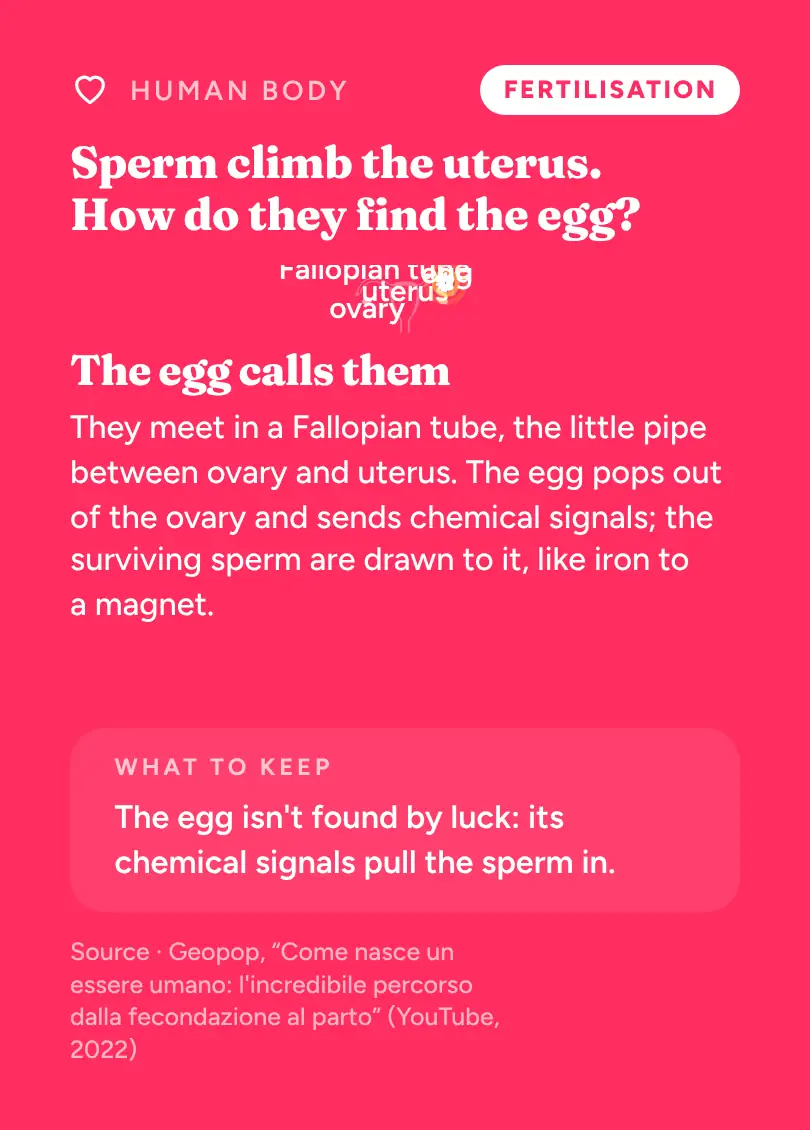 HUMAN BODY
FERTILISATION
Sperm climb the uterus.
How do they find the egg?
Fallopian tube
egg
uterus
ovary
The egg calls them
They meet in a Fallopian tube, the little pipe
between ovary and uterus. The egg pops out
of the ovary and sends chemical signals; the
surviving sperm are drawn to it, like iron to
a magnet.
WHAT TO KEEP
The egg isn't found by luck: its
chemical signals pull the sperm in.
Source · Geopop, “Come nasce un
essere umano: l'incredibile percorso
dalla fecondazione al parto” (YouTube,
2022)